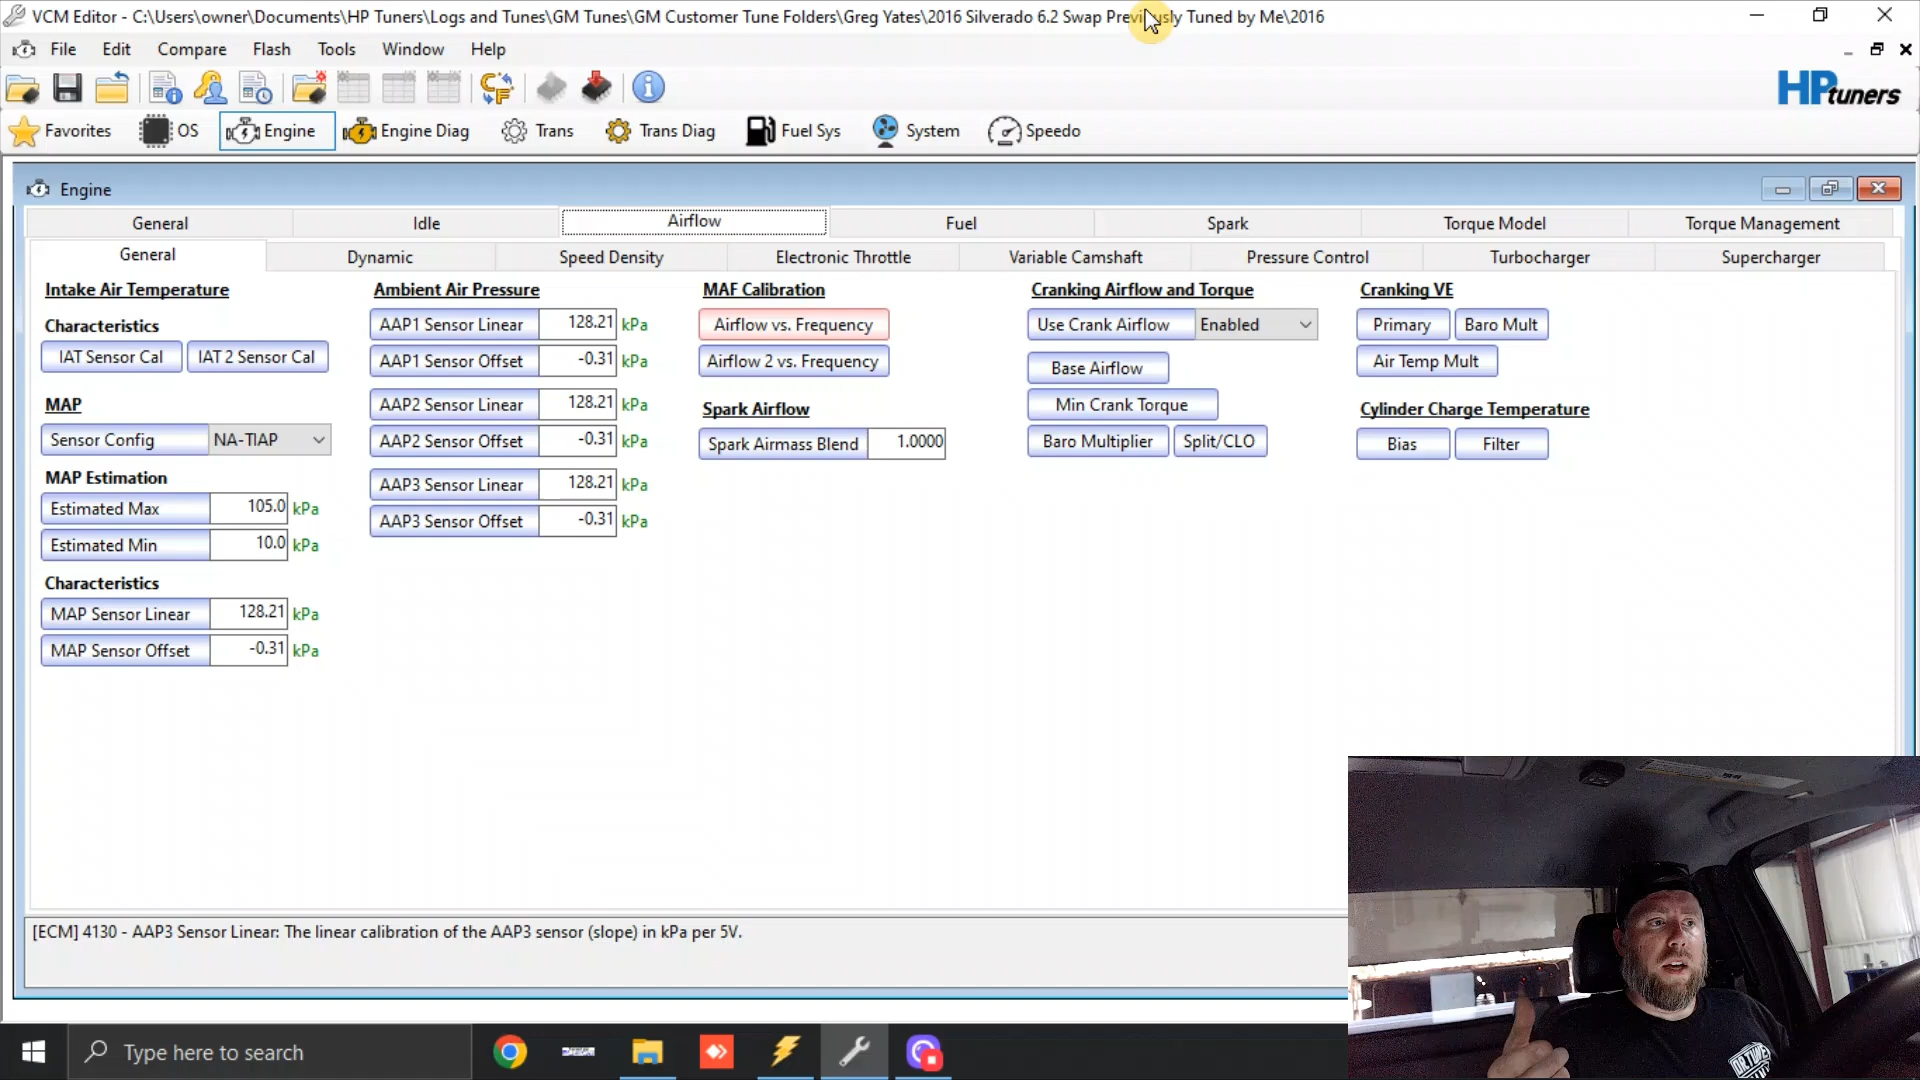 VCM Editor - C:\Users\owner\Documents\HP Tuners\Logs and Tunes\GM Tunes\GM Customer Tune Folders\Greg Yates\2016 Silverado 6.2 Swap Previously Tuned by Me\2016
File Edit Compare Flash Tools Window Help
HP tuners
Favorites OS Engine Engine Diag Trans Trans Diag Fuel Sys System Speedo
Engine
General Idle Airflow Fuel Spark Torque Model Torque Management
General Dynamic Speed Density Electronic Throttle Variable Camshaft Pressure Control Turbocharger Supercharger
Intake Air Temperature
Characteristics
IAT Sensor Cal IAT 2 Sensor Cal
MAP
Sensor Config NA-TIAP
MAP Estimation
Estimated Max 105.0 kPa
Estimated Min 10.0 kPa
Characteristics
MAP Sensor Linear 128.21 kPa
MAP Sensor Offset -0.31 kPa
Ambient Air Pressure
AAP1 Sensor Linear 128.21 kPa
AAP1 Sensor Offset -0.31 kPa
AAP2 Sensor Linear 128.21 kPa
AAP2 Sensor Offset -0.31 kPa
AAP3 Sensor Linear 128.21 kPa
AAP3 Sensor Offset -0.31 kPa
MAF Calibration
Airflow vs. Frequency
Airflow 2 vs. Frequency
Spark Airflow
Spark Airmass Blend 1.0000
Cranking Airflow and Torque
Use Crank Airflow Enabled
Base Airflow
Min Crank Torque
Baro Multiplier Split/CLO
Cranking VE
Primary Baro Mult
Air Temp Mult
Cylinder Charge Temperature
Bias Filter
[ECM] 4130 - AAP3 Sensor Linear: The linear calibration of the AAP3 sensor (slope) in kPa per 5V.
Type here to search